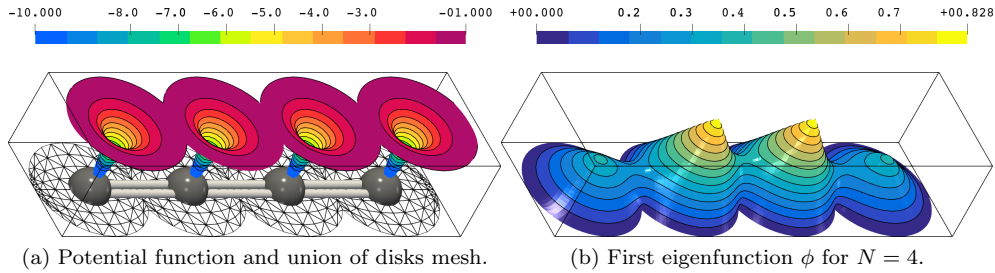 -10.000 -8.0 -7.0 -6.0 -5.0 -4.0 -3.0 -01.000
+00.000 0.2 0.3 0.4 0.5 0.6 0.7 +00.828
(a) Potential function and union of disks mesh.
(b) First eigenfunction ϕ for N = 4.